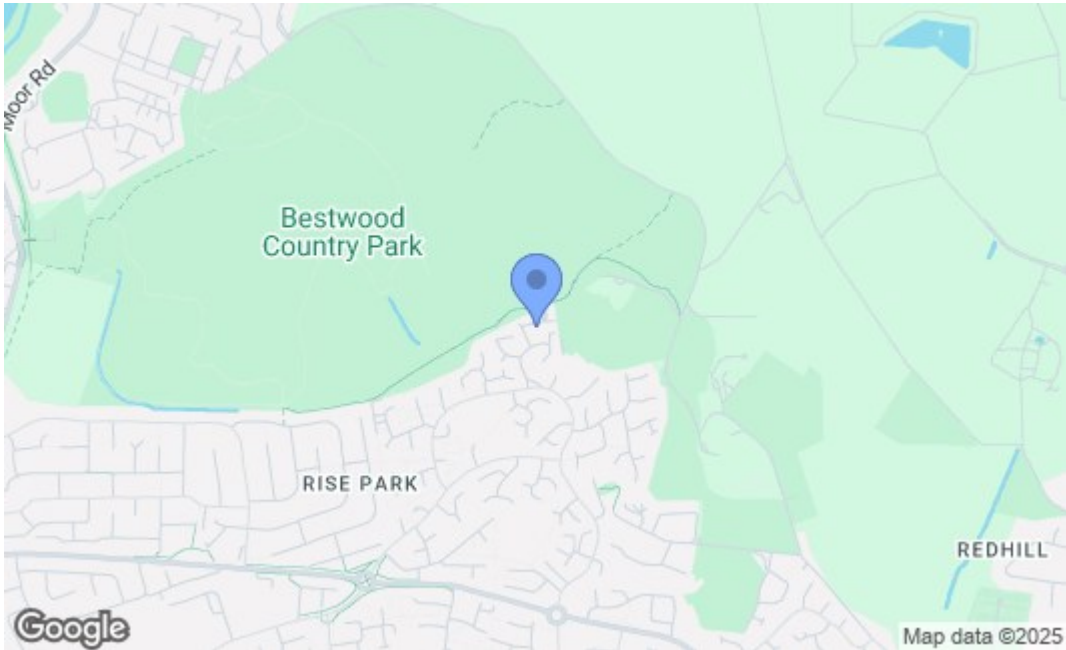 Moor Rd
Bestwood
Country Park
RISE PARK
REDHILL
Google
Map data ©2025